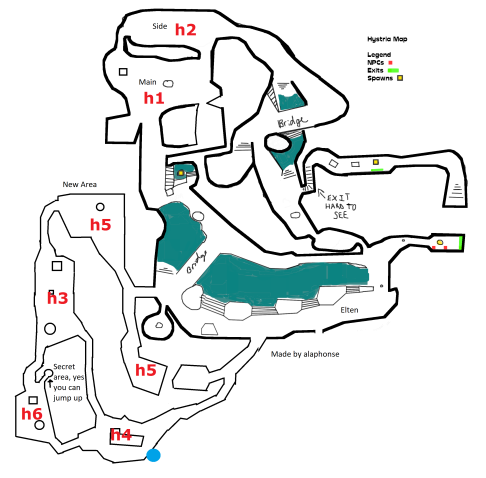 Side
h2
Hystria Map
Legend
NPCs
Exits
Spawns
Main
h1
Bridge
EXIT
HARD TO
SEE
New Area
h5
Bridge
h3
Elten
Made by alaphonse
Secret
area, yes
you can
jump up
h5
h6
h4